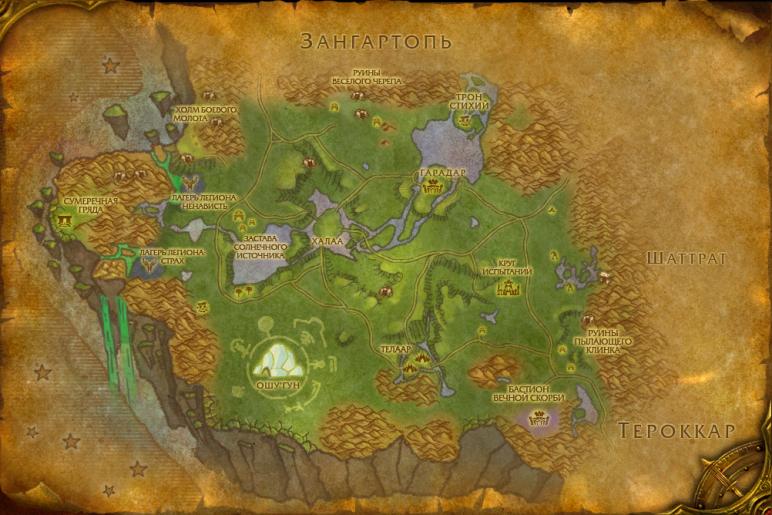 Зангартопь
РУИНЫ
ВЕСЕЛОГО ЧЕРЕПА
ХОЛМ БОЕВОГО
МОЛОТА
ТРОН
СТИХИЙ
ГАРАДАР
СУМЕРЕЧНАЯ
ГРЯДА
ЛАГЕРЬ ЛЕГИОНА:
НЕНАВИСТЬ
ЗАСТАВА
СОЛНЕЧНОГО
ИСТОЧНИКА
ХАЛАА
ЛАГЕРЬ ЛЕГИОНА:
СТРАХ
КРУГ
ИСПЫТАНИЙ
Шаттрат
РУИНЫ
ПЫЛАЮЩЕГО
КЛИНКА
ТЕЛААР
ОШУ'ГУН
БАСТИОН
ВЕЧНОЙ СКОРБИ
Тероккар